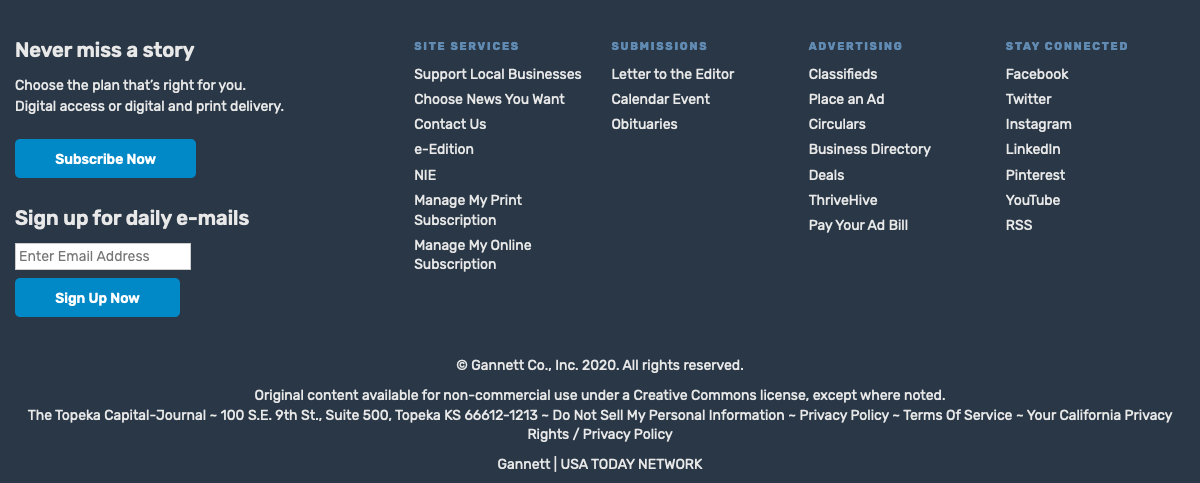 Never miss a story
Choose the plan that's right for you.
Digital access or digital and print delivery.
Subscribe Now
Sign up for daily e-mails
Enter Email Address
Sign Up Now
SITE SERVICES
Support Local Businesses
Choose News You Want
Contact Us
e-Edition
NIE
Manage My Print
Subscription
Manage My Online
Subscription
SUBMISSIONS
Letter to the Editor
Calendar Event
Obituaries
ADVERTISING
Classifieds
Place an Ad
Circulars
Business Directory
Deals
ThriveHive
Pay Your Ad Bill
STAY CONNECTED
Facebook
Twitter
Instagram
LinkedIn
Pinterest
YouTube
RSS
© Gannett Co., Inc. 2020. All rights reserved.
Original content available for non-commercial use under a Creative Commons license, except where noted.
The Topeka Capital-Journal ~ 100 S.E. 9th St., Suite 500, Topeka KS 66612-1213 ~ Do Not Sell My Personal Information ~ Privacy Policy ~ Terms Of Service ~ Your California Privacy
Rights / Privacy Policy
Gannett | USA TODAY NETWORK